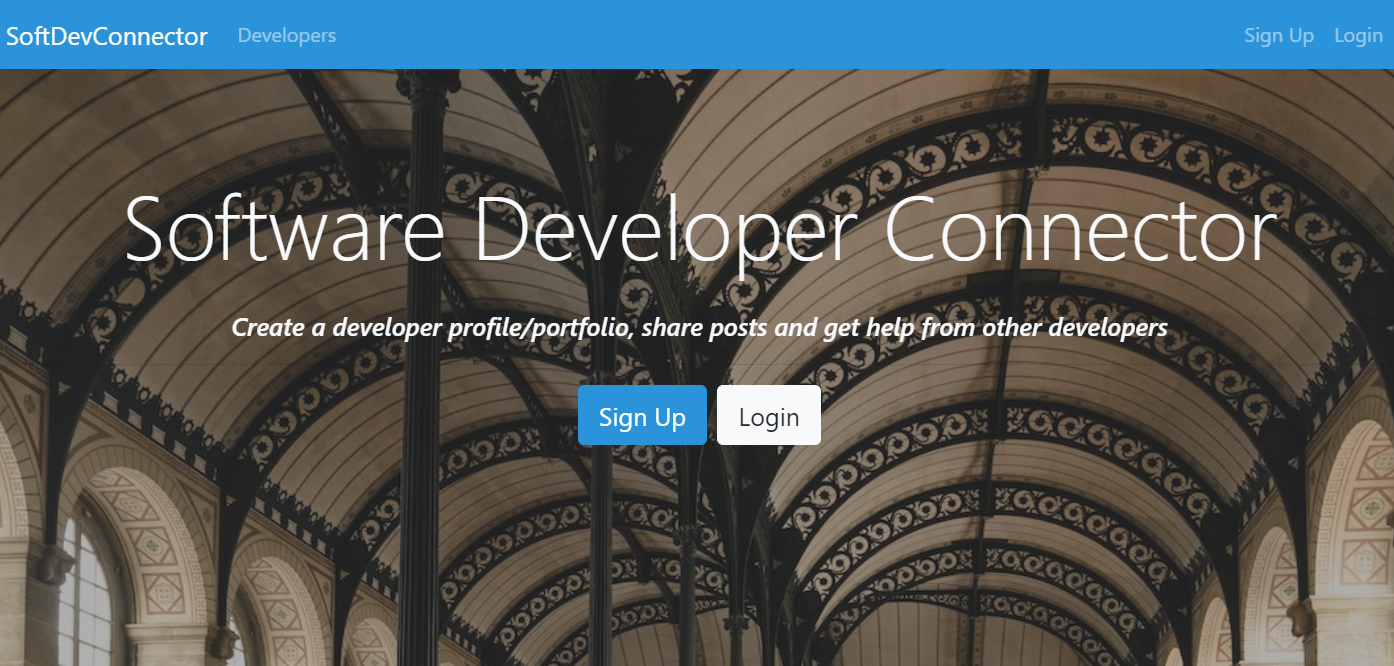 SoftDevConnector Developers Sign Up Login
Software Developer Connector
Create a developer profile/portfolio, share posts and get help from other developers
Sign Up Login